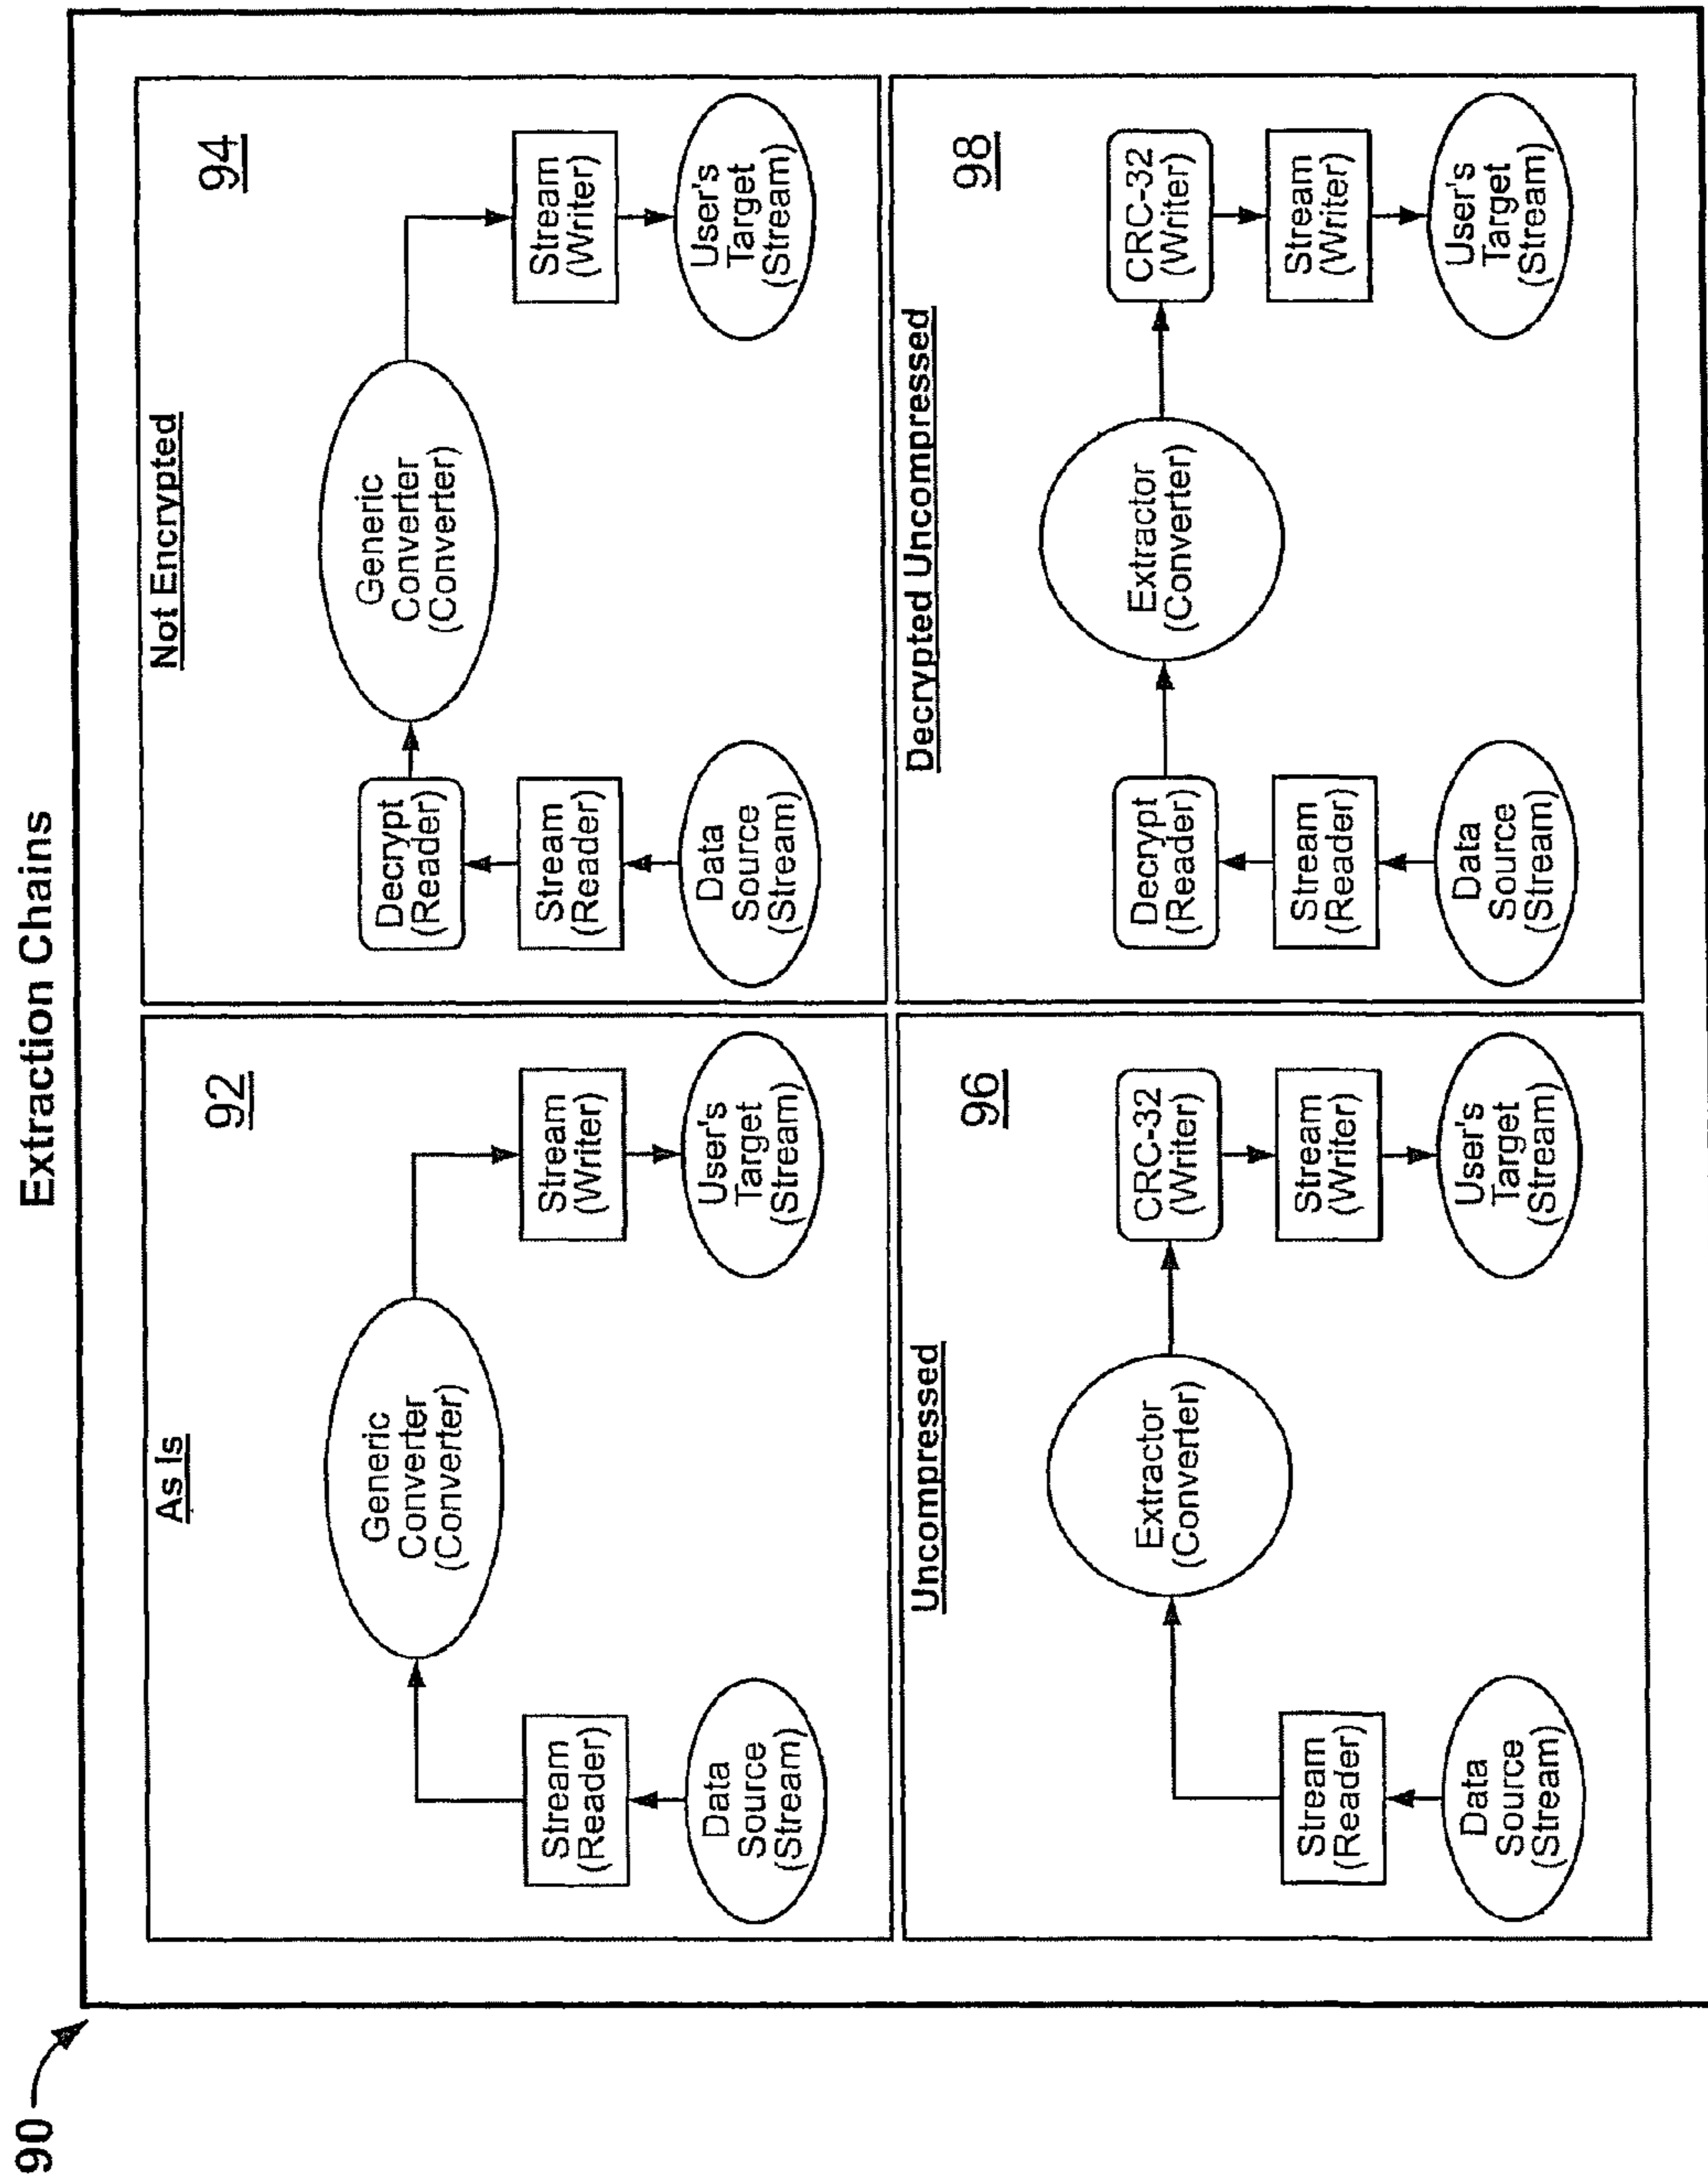 Extraction Chains
90
As Is
92
Generic
Converter
(Converter)
Stream
(Reader)
Data
Source
(Stream)
Stream
(Writer)
User's
Target
(Stream)
Not Encrypted
94
Decrypt
(Reader)
Stream
(Reader)
Data
Source
(Stream)
Generic
Converter
(Converter)
Stream
(Writer)
User's
Target
(Stream)
Uncompressed
96
Stream
(Reader)
Data
Source
(Stream)
Extractor
(Converter)
CRC-32
(Writer)
Stream
(Writer)
User's
Target
(Stream)
Decrypted Uncompressed
98
Decrypt
(Reader)
Stream
(Reader)
Data
Source
(Stream)
Extractor
(Converter)
CRC-32
(Writer)
Stream
(Writer)
User's
Target
(Stream)